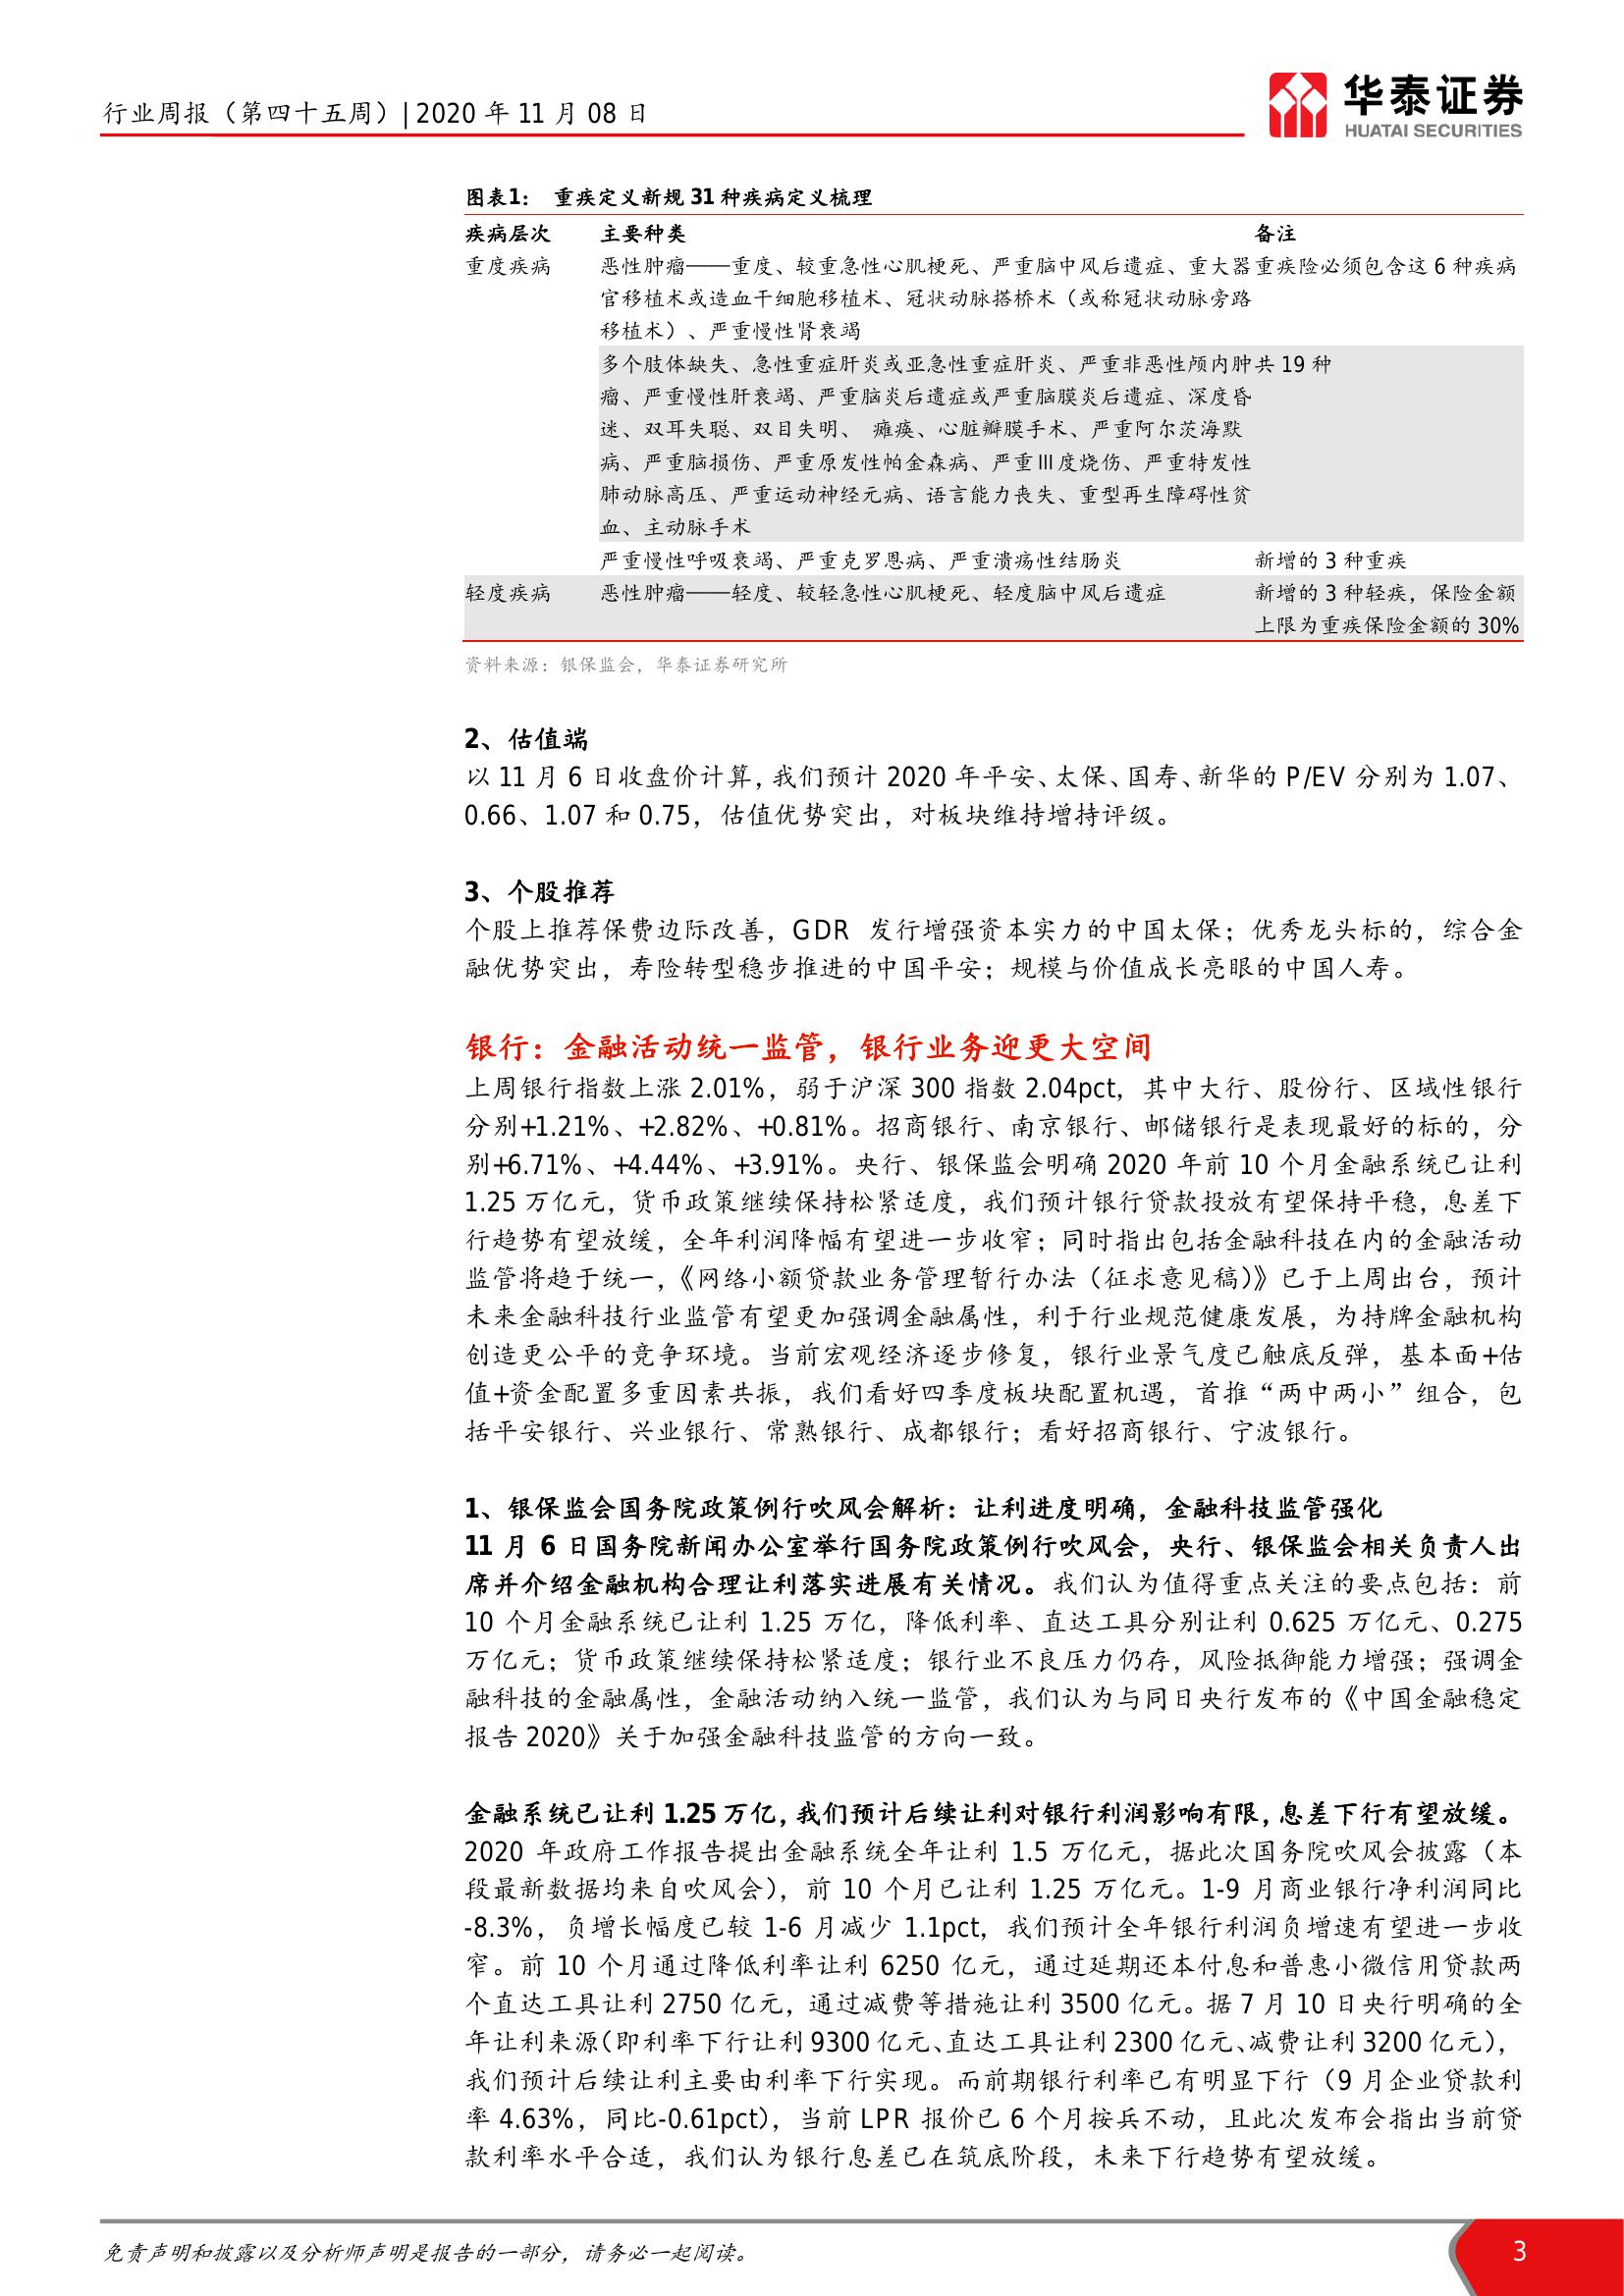 行业周报（第四十五周）| 2020 年 11 月 08 日
华泰证券
HUATAI SECURITIES
图表1： 重疾定义新规 31 种疾病定义梳理
疾病层次 主要种类 备注
重度疾病 恶性肿瘤——重度、较重急性心肌梗死、严重脑中风后遗症、重大器 重疾险必须包含这 6 种疾病
官移植术或造血干细胞移植术、冠状动脉搭桥术（或称冠状动脉旁路
移植术）、严重慢性肾衰竭
多个肢体缺失、急性重症肝炎或亚急性重症肝炎、严重非恶性颅内肿 共 19 种
瘤、严重慢性肝衰竭、严重脑炎后遗症或严重脑膜炎后遗症、深度昏
迷、双耳失聪、双目失明、 瘫痪、心脏瓣膜手术、严重阿尔茨海默
病、严重脑损伤、严重原发性帕金森病、严重 III 度烧伤、严重特发性
肺动脉高压、严重运动神经元病、语言能力丧失、重型再生障碍性贫
血、主动脉手术
严重慢性呼吸衰竭、严重克罗恩病、严重溃疡性结肠炎 新增的 3 种重疾
轻度疾病 恶性肿瘤——轻度、较轻急性心肌梗死、轻度脑中风后遗症 新增的 3 种轻疾，保险金额
上限为重疾保险金额的 30%
资料来源：银保监会，华泰证券研究所
2、估值端
以 11 月 6 日收盘价计算，我们预计 2020 年平安、太保、国寿、新华的 P/EV 分别为 1.07、
0.66、1.07 和 0.75，估值优势突出，对板块维持增持评级。
3、个股推荐
个股上推荐保费边际改善，GDR 发行增强资本实力的中国太保；优秀龙头标的，综合金
融优势突出，寿险转型稳步推进的中国平安；规模与价值成长亮眼的中国人寿。
银行：金融活动统一监管，银行业务迎更大空间
上周银行指数上涨 2.01%，弱于沪深 300 指数 2.04pct，其中大行、股份行、区域性银行
分别+1.21%、+2.82%、+0.81%。招商银行、南京银行、邮储银行是表现最好的标的，分
别+6.71%、+4.44%、+3.91%。央行、银保监会明确 2020 年前 10 个月金融系统已让利
1.25 万亿元，货币政策继续保持松紧适度，我们预计银行贷款投放有望保持平稳，息差下
行趋势有望放缓，全年利润降幅有望进一步收窄；同时指出包括金融科技在内的金融活动
监管将趋于统一，《网络小额贷款业务管理暂行办法（征求意见稿）》已于上周出台，预计
未来金融科技行业监管有望更加强调金融属性，利于行业规范健康发展，为持牌金融机构
创造更公平的竞争环境。当前宏观经济逐步修复，银行业景气度已触底反弹，基本面+估
值+资金配置多重因素共振，我们看好四季度板块配置机遇，首推“两中两小”组合，包
括平安银行、兴业银行、常熟银行、成都银行；看好招商银行、宁波银行。
1、银保监会国务院政策例行吹风会解析：让利进度明确，金融科技监管强化
11 月 6 日国务院新闻办公室举行国务院政策例行吹风会，央行、银保监会相关负责人出
席并介绍金融机构合理让利落实进展有关情况。我们认为值得重点关注的要点包括：前
10 个月金融系统已让利 1.25 万亿，降低利率、直达工具分别让利 0.625 万亿元、0.275
万亿元；货币政策继续保持松紧适度；银行业不良压力仍存，风险抵御能力增强；强调金
融科技的金融属性，金融活动纳入统一监管，我们认为与同日央行发布的《中国金融稳定
报告 2020》关于加强金融科技监管的方向一致。
金融系统已让利 1.25 万亿，我们预计后续让利对银行利润影响有限，息差下行有望放缓。
2020 年政府工作报告提出金融系统全年让利 1.5 万亿元，据此次国务院吹风会披露（本
段最新数据均来自吹风会），前 10 个月已让利 1.25 万亿元。1-9 月商业银行净利润同比
-8.3%，负增长幅度已较 1-6 月减少 1.1pct，我们预计全年银行利润负增速有望进一步收
窄。前 10 个月通过降低利率让利 6250 亿元，通过延期还本付息和普惠小微信用贷款两
个直达工具让利 2750 亿元，通过减费等措施让利 3500 亿元。据 7 月 10 日央行明确的全
年让利来源（即利率下行让利 9300 亿元、直达工具让利 2300 亿元、减费让利 3200 亿元），
我们预计后续让利主要由利率下行实现。而前期银行利率已有明显下行（9 月企业贷款利
率 4.63%，同比-0.61pct），当前 LPR 报价已 6 个月按兵不动，且此次发布会指出当前贷
款利率水平合适，我们认为银行息差已在筑底阶段，未来下行趋势有望放缓。
免责声明和披露以及分析师声明是报告的一部分，请务必一起阅读。 3